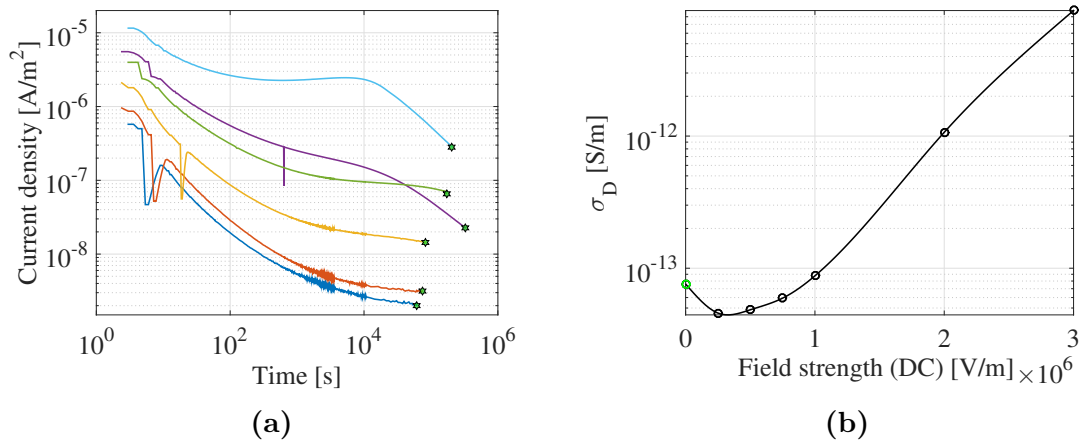 10^-5
10^-6
10^-7
10^-8
Current density [A/m^2]
10^0 10^2 10^4 10^6
Time [s]
(a)
10^-12
10^-13
σ_D [S/m]
0 1 2 3
Field strength (DC) [V/m] ×10^6
(b)